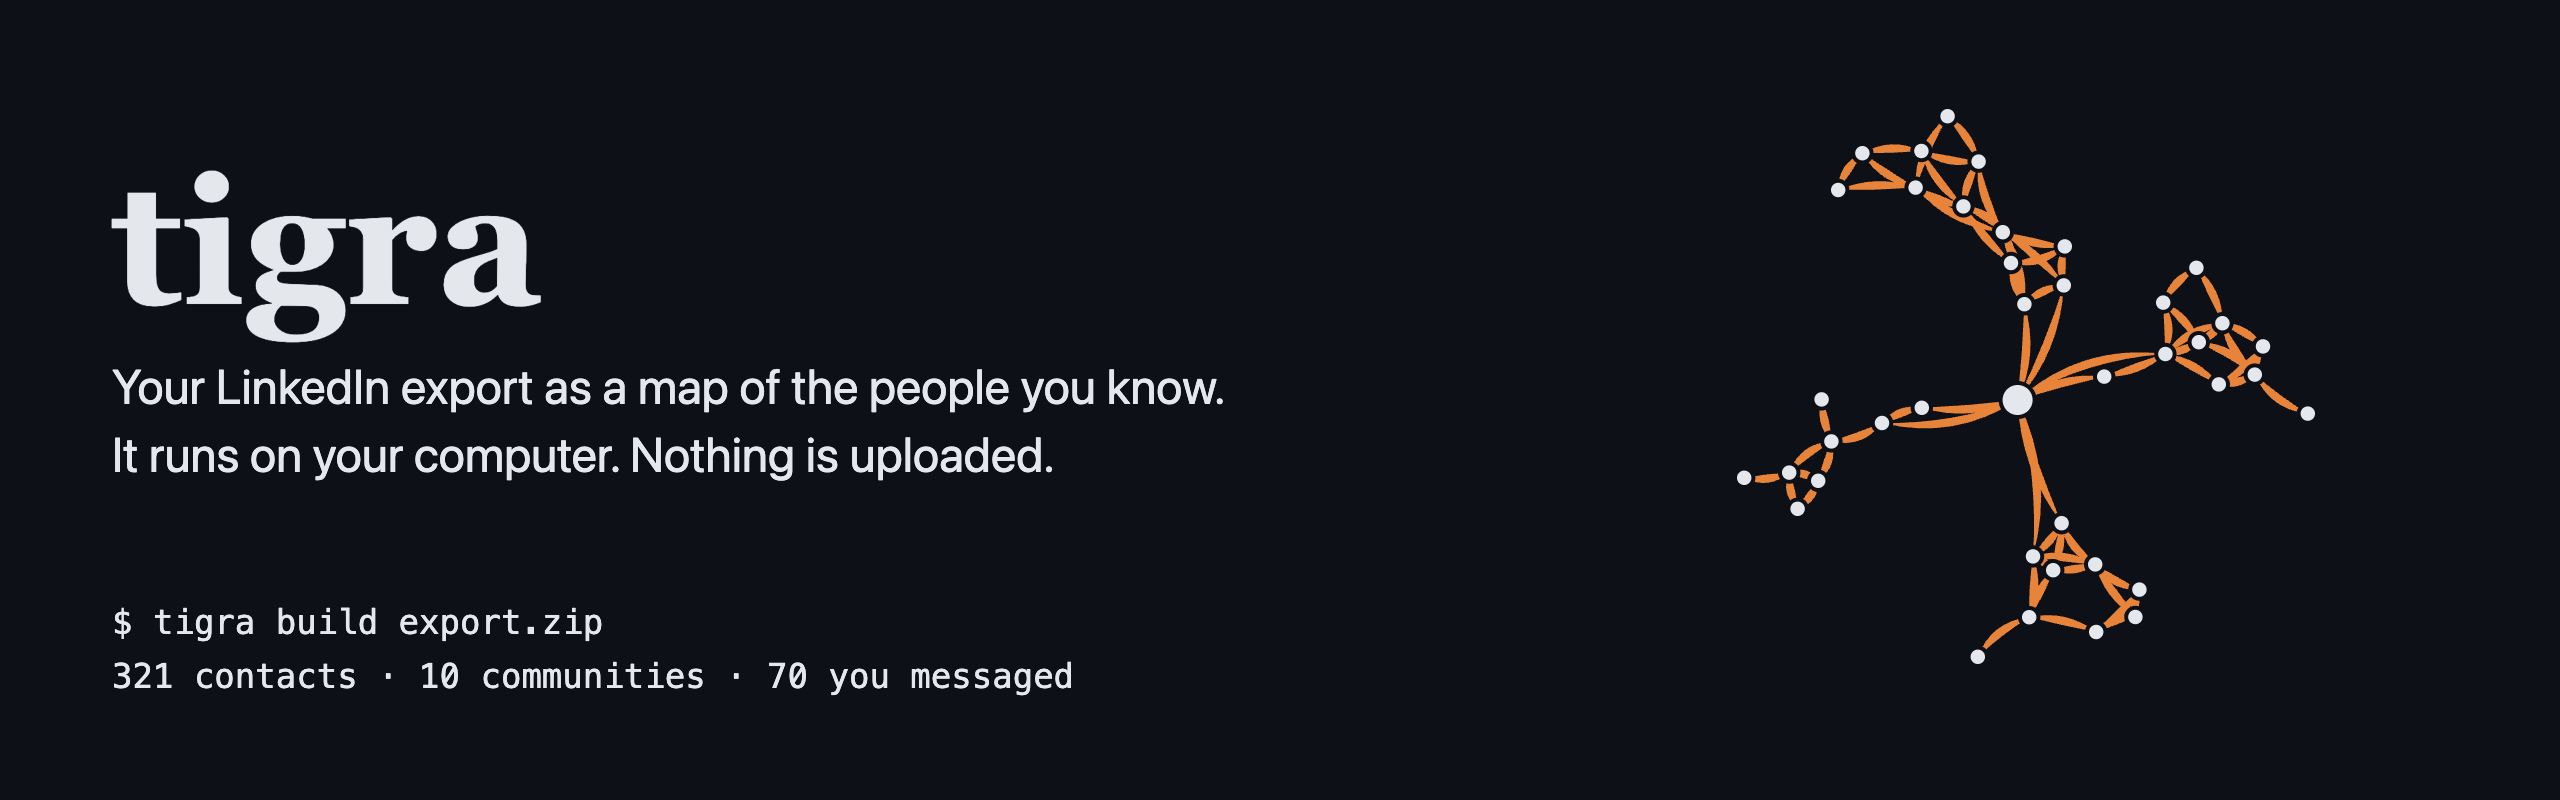 tigra
Your LinkedIn export as a map of the people you know.
It runs on your computer. Nothing is uploaded.
$ tigra build export.zip
321 contacts · 10 communities · 70 you messaged